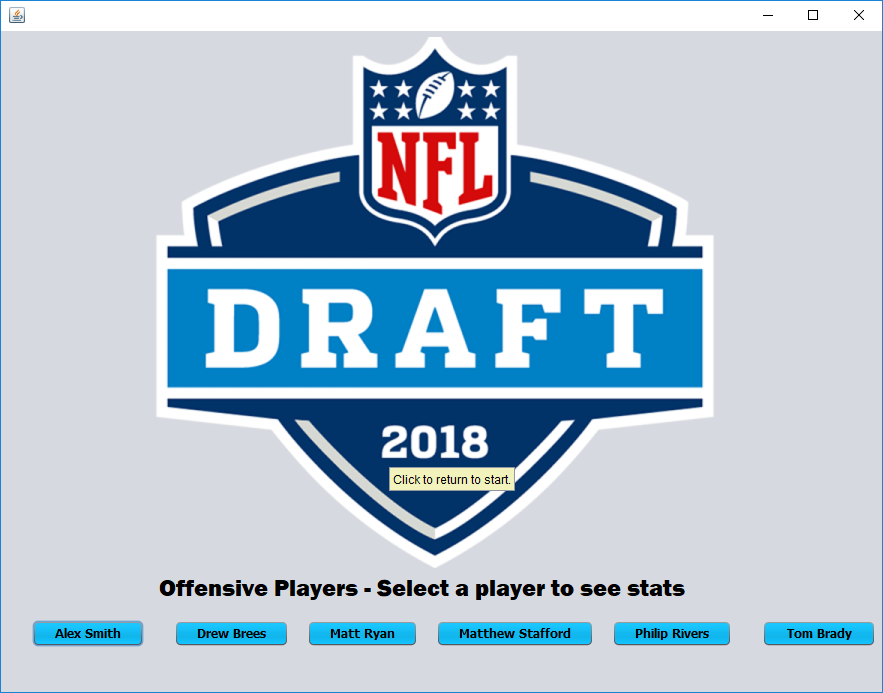 NFL
DRAFT
2018
Click to return to start.
Offensive Players - Select a player to see stats
Alex Smith Drew Brees Matt Ryan Matthew Stafford Philip Rivers Tom Brady